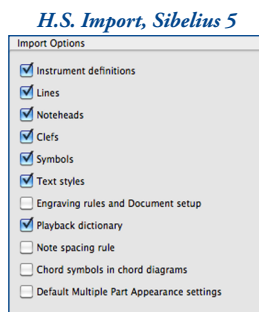 H.S. Import, Sibelius 5
Import Options
Instrument definitions
Lines
Noteheads
Clefs
Symbols
Text styles
Engraving rules and Document setup
Playback dictionary
Note spacing rule
Chord symbols in chord diagrams
Default Multiple Part Appearance settings